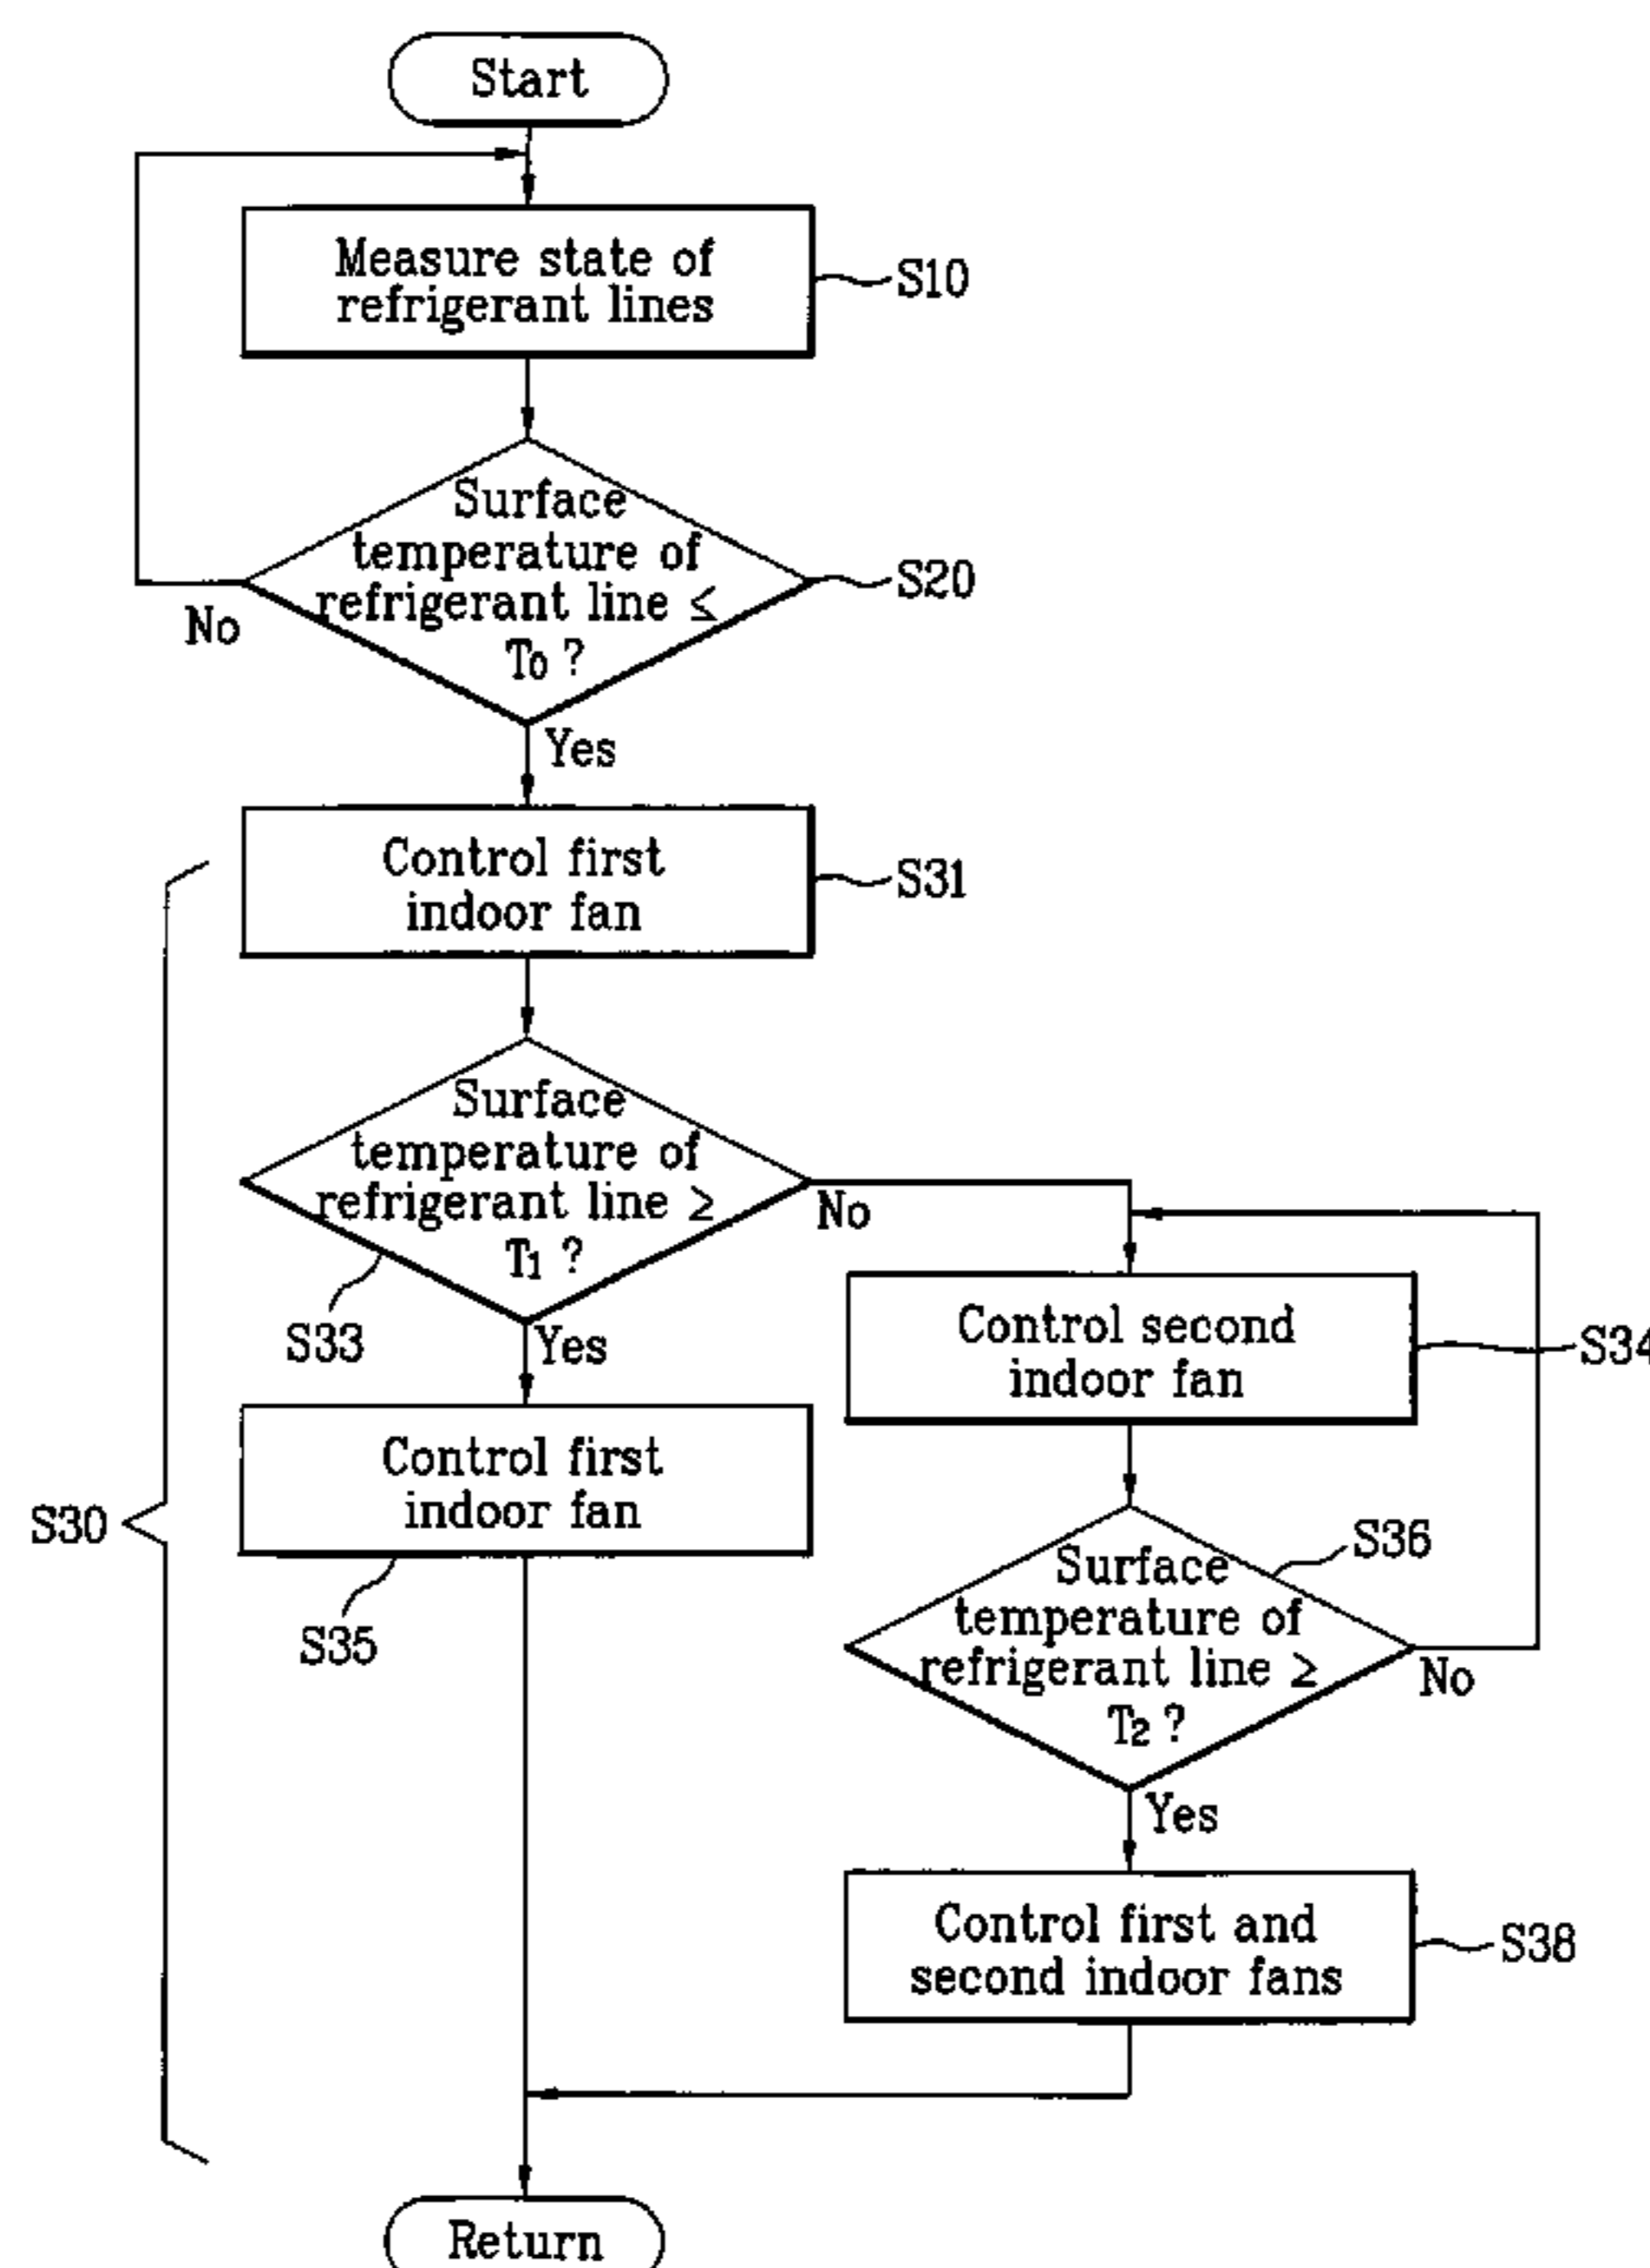 Start
Measure state of
refrigerant lines
S10
Surface
temperature of
refrigerant line ≤
T0 ?
S20
No
Yes
Control first
indoor fan
S31
Surface
temperature of
refrigerant line ≥
T1 ?
No
S33
Yes
Control second
indoor fan
S34
Control first
indoor fan
S35
S30
S36
Surface
temperature of
refrigerant line ≥
T2 ?
No
Yes
Control first and
second indoor fans
S38
Return